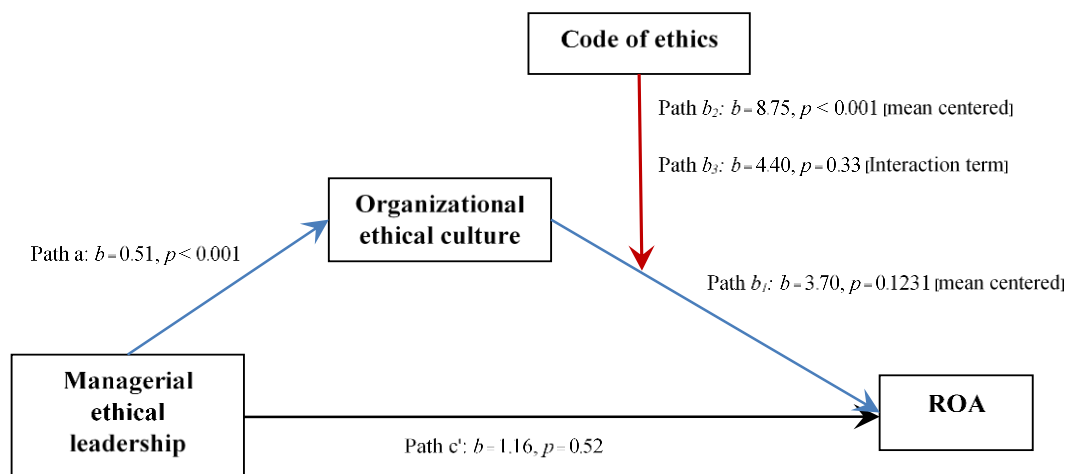 Code of ethics
Path b2: b = 8.75, p < 0.001 [mean centered]
Path b3: b = 4.40, p = 0.33 [Interaction term]
Organizational
ethical culture
Path a: b = 0.51, p < 0.001
Path b1: b = 3.70, p = 0.1231 [mean centered]
Managerial
ethical
leadership
ROA
Path c': b = 1.16, p = 0.52